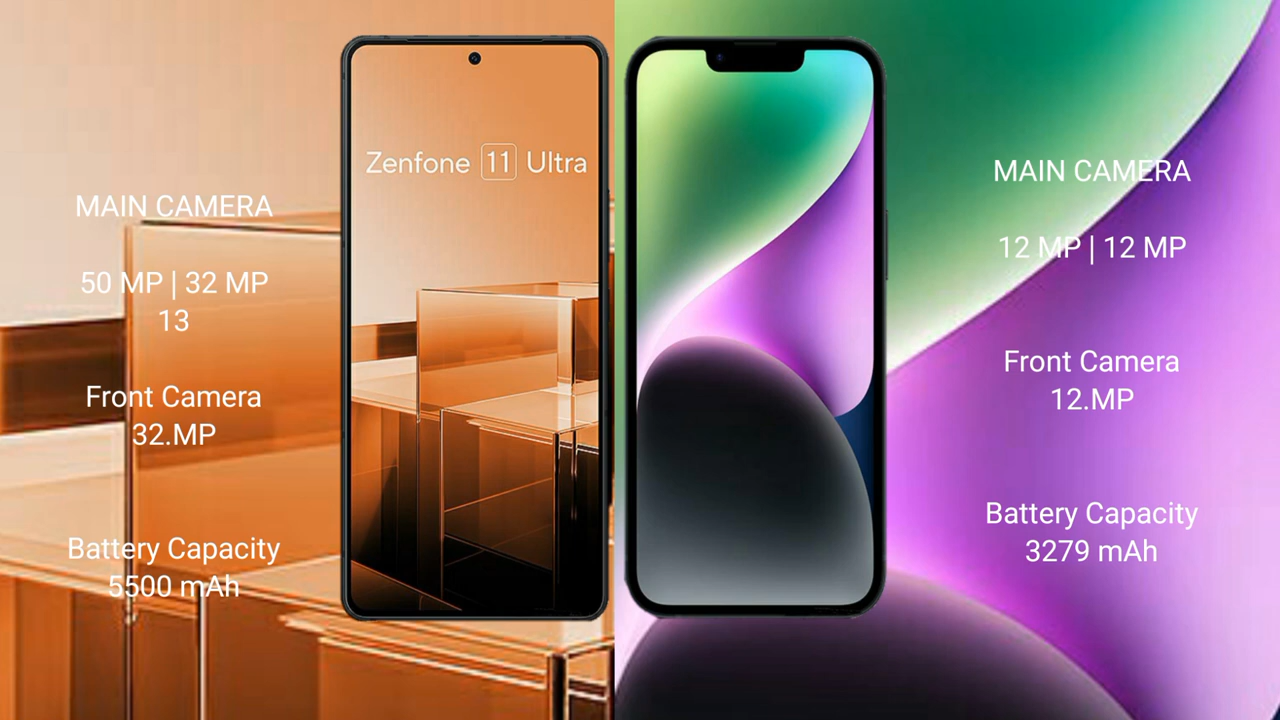 MAIN CAMERA
50 MP | 32 MP
13
Front Camera
32.MP
Battery Capacity
5500 mAh
Zenfone 11 Ultra
MAIN CAMERA
12 MP | 12 MP
Front Camera
12.MP
Battery Capacity
3279 mAh